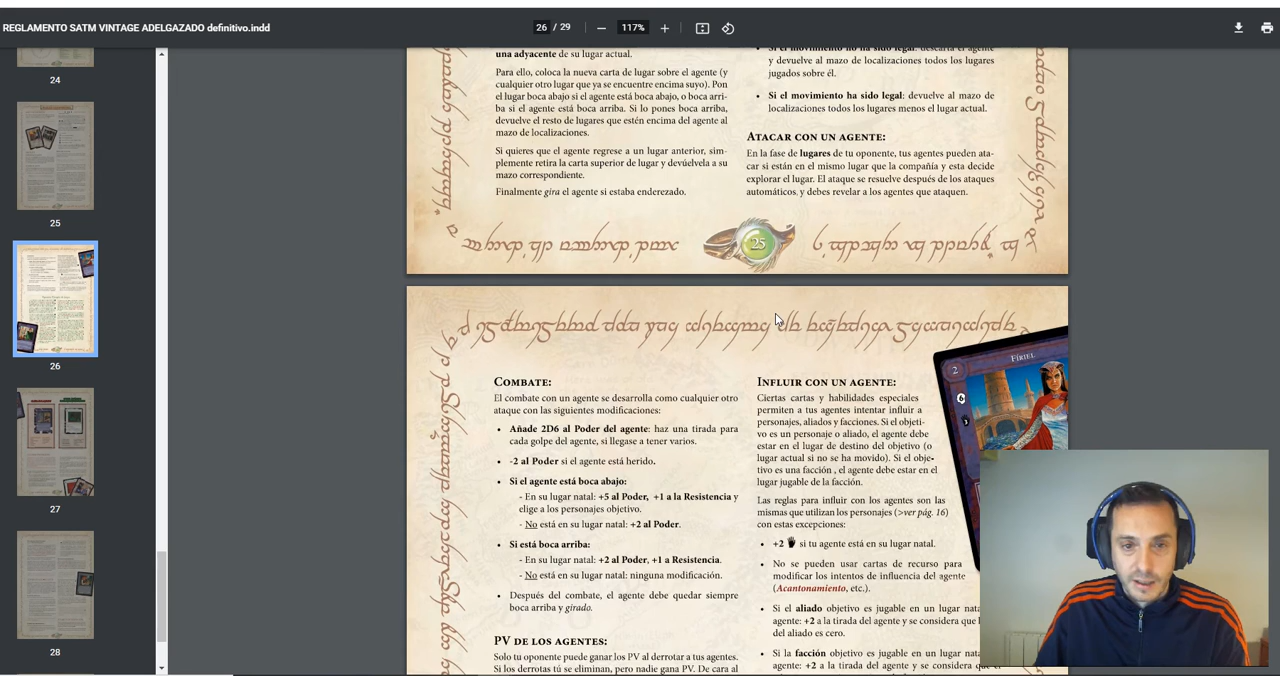 REGLAMENTO SATM VINTAGE ADELGAZADO definitivo.indd
26 / 29
117%
24
25
26
27
28
una adyacente de su lugar actual.
Para ello, coloca la nueva carta de lugar sobre el agente (y
cualquier otro lugar que ya se encuentre encima suyo). Pon
el lugar boca abajo si el agente está boca abajo, o boca arri-
ba si el agente está boca arriba. Si lo pones boca arriba,
devuelve el resto de lugares que estén encima del agente al
mazo de localizaciones.
Si quieres que el agente regrese a un lugar anterior, sim-
plemente retira la carta superior de lugar y devúelvela a su
mazo correspondiente.
Finalmente gira el agente si estaba enderezado.
• Si el movimiento no ha sido legal: descarta el agente
y devuelve al mazo de localizaciones todos los lugares
jugados sobre él.
• Si el movimiento ha sido legal: devuelve al mazo de
localizaciones todos los lugares menos el lugar actual.
Atacar con un agente:
En la fase de lugares de tu oponente, tus agentes pueden ata-
car si están en el mismo lugar que la compañía y esta decide
explorar el lugar. El ataque se resuelve después de los ataques
automáticos, y debes revelar a los agentes que ataquen.
25
Combate:
El combate con un agente se desarrolla como cualquier otro
ataque con las siguientes modificaciones:
• Añade 2D6 al Poder del agente: haz una tirada para
cada golpe del agente, si llegase a tener varios.
• -2 al Poder si el agente está herido.
• Si el agente está boca abajo:
- En su lugar natal: +5 al Poder, +1 a la Resistencia y
elige a los personajes objetivo.
- No está en su lugar natal: +2 al Poder.
• Si está boca arriba:
- En su lugar natal: +2 al Poder, +1 a Resistencia.
- No está en su lugar natal: ninguna modificación.
• Después del combate, el agente debe quedar siempre
boca arriba y girado.
PV de los agentes:
Solo tu oponente puede ganar los PV al derrotar a tus agentes.
Si los derrotas tú se eliminan, pero nadie gana PV. De cara al
Influir con un agente:
Ciertas cartas y habilidades especiales
permiten a tus agentes intentar influir a
personajes, aliados y facciones. Si el objeti-
vo es un personaje o aliado, el agente debe
estar en el lugar de destino del objetivo (o
lugar actual si no se ha movido). Si el obje-
tivo es una facción , el agente debe estar en el
lugar jugable de la facción.
Las reglas para influir con los agentes son las
mismas que utilizan los personajes (>ver pág. 16)
con estas excepciones:
• +2 si tu agente está en su lugar natal.
• No se pueden usar cartas de recurso para
modificar los intentos de influencia del agente
(Acantonamiento, etc.).
• Si el aliado objetivo es jugable en un lugar
agente: +2 a la tirada del agente y se considera que
del aliado es cero.
• Si la facción objetivo es jugable en un lugar
agente: +2 a la tirada del agente y se considera
2
FÍRIEL
6